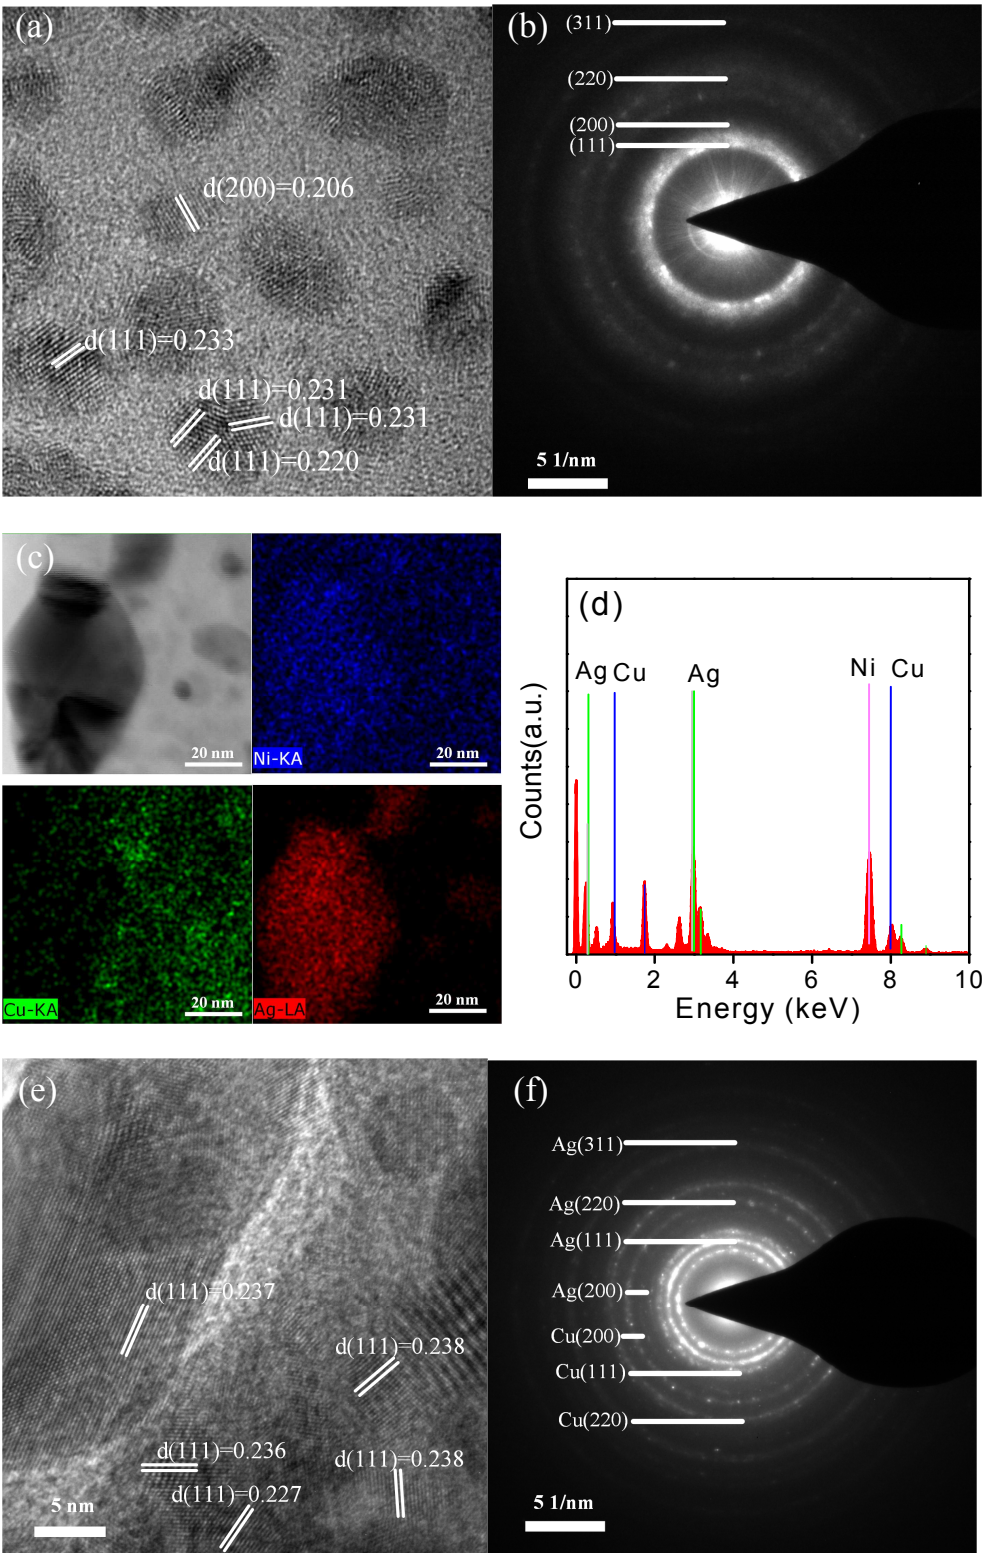 (a)
d(200)=0.206
d(111)=0.233
d(111)=0.231
d(111)=0.231
d(111)=0.220
(b)
(311)
(220)
(200)
(111)
5 1/nm
(c)
20 nm
Ni-KA
20 nm
Cu-KA
20 nm
Ag-LA
20 nm
(d)
Ag Cu
Ag
Ni
Cu
Counts(a.u.)
0 2 4 6 8 10
Energy (keV)
(e)
d(111)=0.237
d(111)=0.238
d(111)=0.236
d(111)=0.238
d(111)=0.227
5 nm
(f)
Ag(311)
Ag(220)
Ag(111)
Ag(200)
Cu(200)
Cu(111)
Cu(220)
5 1/nm